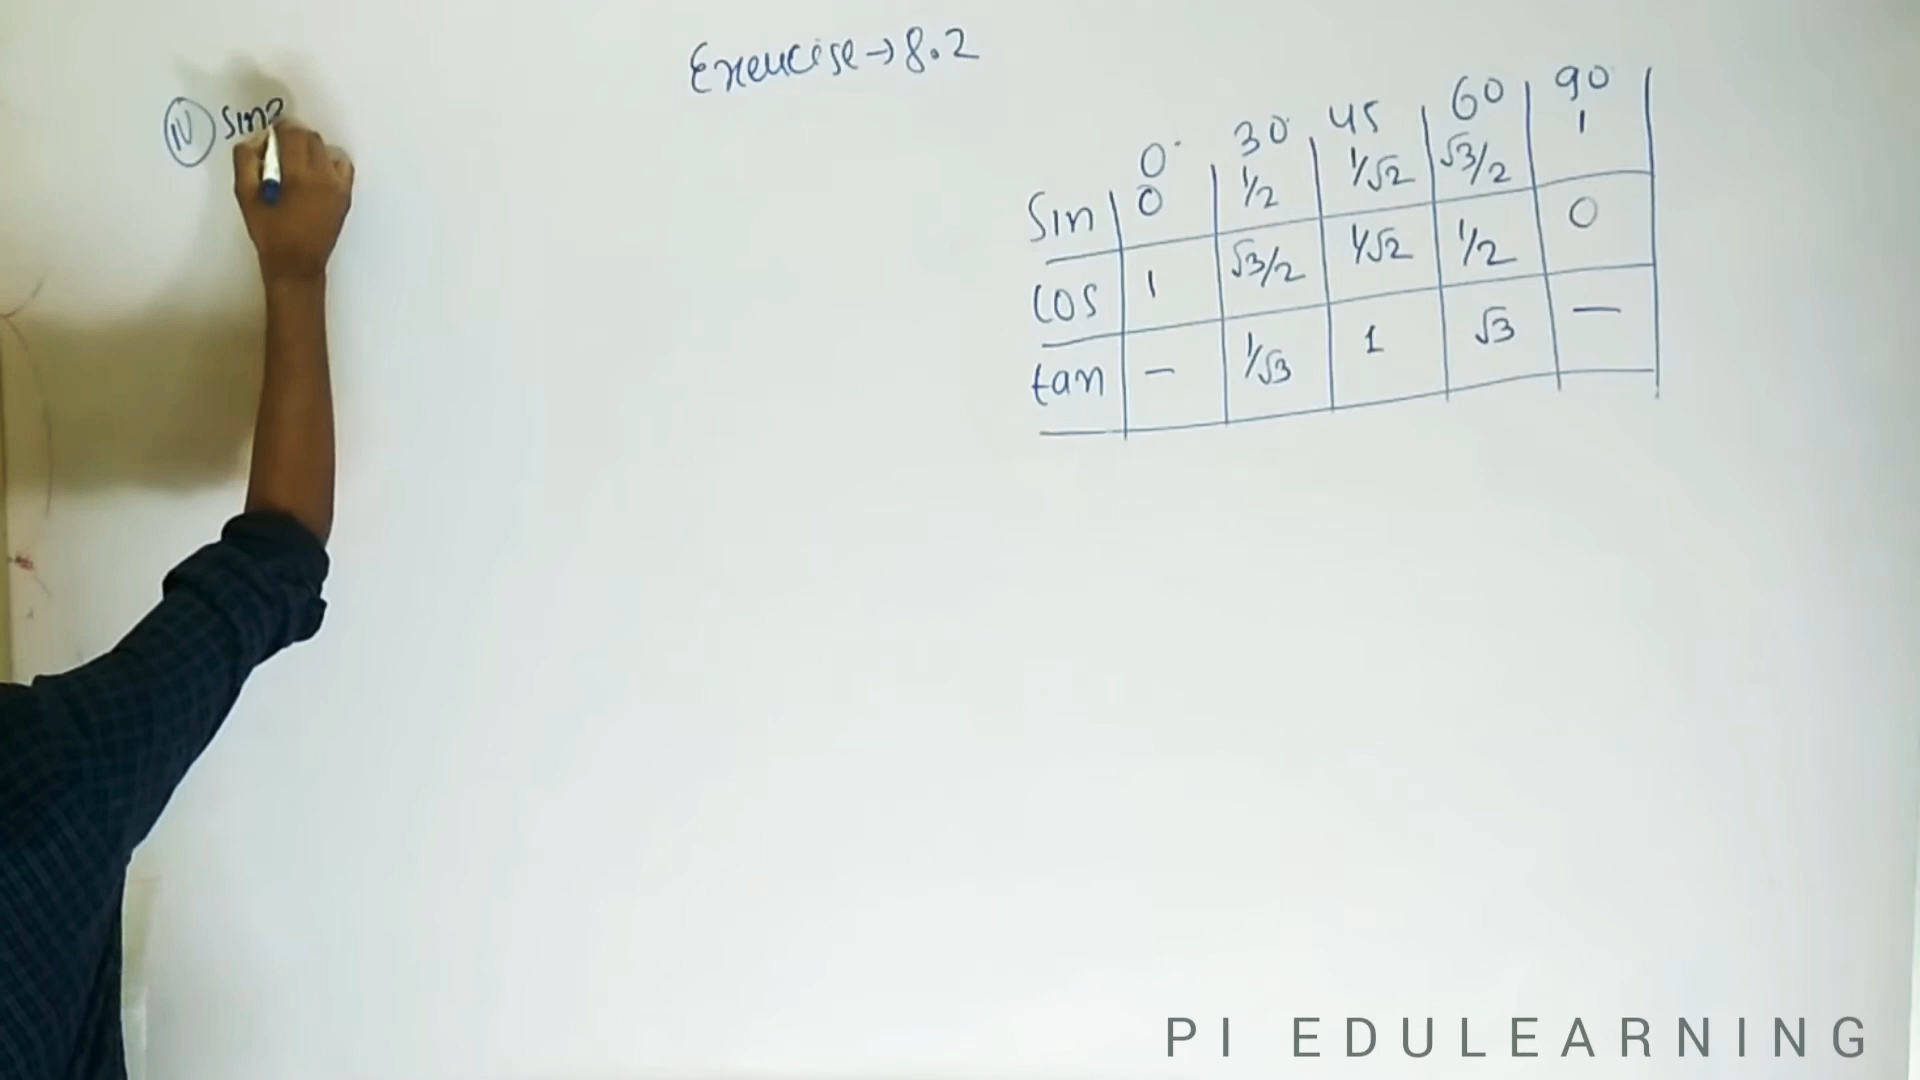 Exercise→8.2
(iv) sin
0° 30° 45 60 90
Sin 0 1/2 1/√2 √3/2 1
cos 1 √3/2 1/√2 1/2 0
tan — 1/√3 1 √3 —
PI EDULEARNING